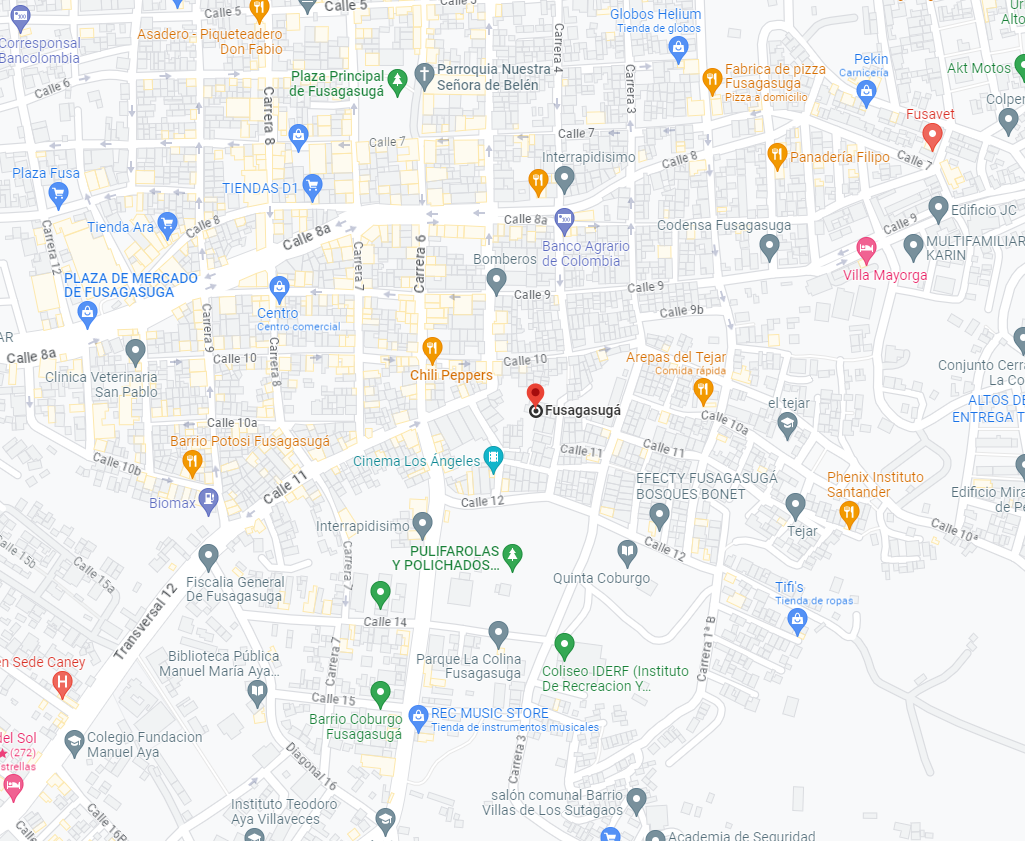 Calle 5
Calle 5
Globos Helium
Tienda de globos
Corresponsal
Bancolombia
Asadero - Piqueteadero
Don Fabio
Carrera 4
Pekin
Carnicería
Akt Motos
Plaza Principal
de Fusagasugá
Parroquia Nuestra
Señora de Belén
Carrera 3
Fabrica de pizza
Fusagasuga
Pizza a domicilio
Calle 6
Carrera 8
Fusavet
Calle 7
Calle 7
Interrapidisimo
Calle 8
Panadería Filipo
Calle 7
Plaza Fusa
TIENDAS D1
Tienda Ara
Calle 8
Calle 8a
Calle 8a
Codensa Fusagasuga
Calle 9
Edificio JC
Carrera 12
Carrera 7
Carrera 6
Banco Agrario
de Colombia
MULTIFAMILIAR
KARIN
Bomberos
Villa Mayorga
PLAZA DE MERCADO
DE FUSAGASUGA
Calle 9
Calle 9
Calle 9b
Centro
Centro comercial
Carrera 9
Carrera 8
Calle 8a
Calle 10
Calle 10
Clinica Veterinaria
San Pablo
Chili Peppers
Arepas del Tejar
Comida rápida
Conjunto Cerra
La Co
ALTOS DE
ENTREGA T
Fusagasugá
el tejar
Calle 10a
Calle 10a
Barrio Potosi Fusagasugá
Calle 10b
Cinema Los Ángeles
Calle 11
Calle 11
Calle 11
EFECTY FUSAGASUGÁ
BOSQUES BONET
Phenix Instituto
Santander
Biomax
Calle 12
Edificio Mira
de Pe
Interrapidisimo
Tejar
Calle 15b
Calle 15a
Carrera 7
PULIFAROLAS
Y POLICHADOS...
Calle 12
Fiscalia General
De Fusagasuga
Quinta Coburgo
Tifi's
Tienda de ropas
Transversal 12
Calle 14
Carrera 1ª B
Carrera 7
Biblioteca Pública
Manuel María Aya...
Parque La Colina
Fusagasuga
Coliseo IDERF (Instituto
De Recreacion Y...
en Sede Caney
Calle 15
Barrio Coburgo
Fusagasugá
REC MUSIC STORE
Tienda de instrumentos musicales
del Sol
(272)
estrellas
Colegio Fundacion
Manuel Aya
Carrera 3
Diagonal 16
Instituto Teodoro
Aya Villaveces
salón comunal Barrio
Villas de Los Sutagaos
Calle 16P
Academia de Seguridad